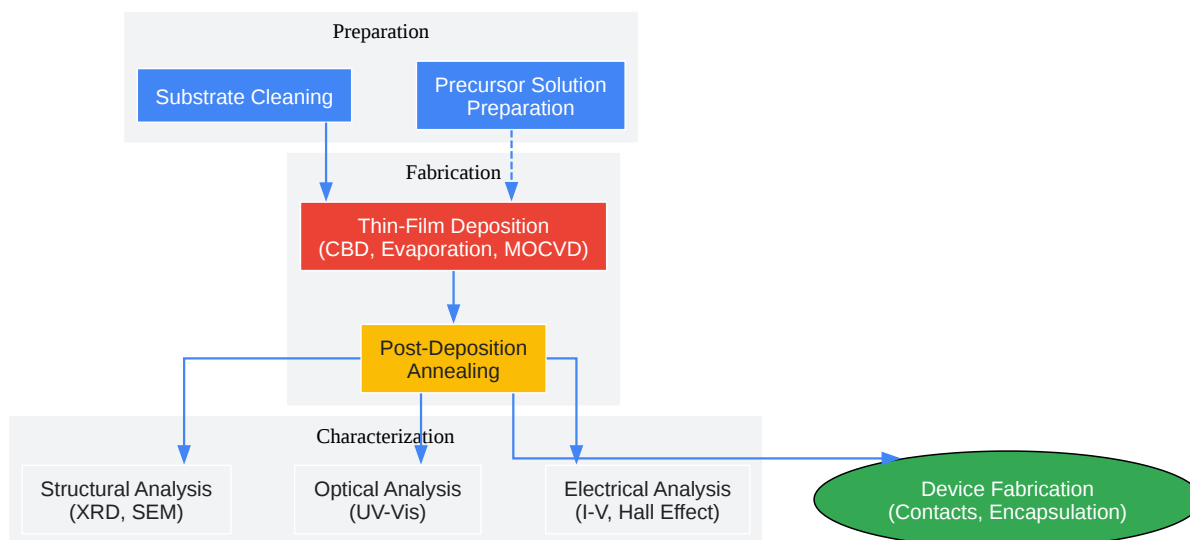 Preparation
Substrate Cleaning
Precursor Solution
Preparation
Fabrication
Thin-Film Deposition
(CBD, Evaporation, MOCVD)
Post-Deposition
Annealing
Characterization
Structural Analysis
(XRD, SEM)
Optical Analysis
(UV-Vis)
Electrical Analysis
(I-V, Hall Effect)
Device Fabrication
(Contacts, Encapsulation)